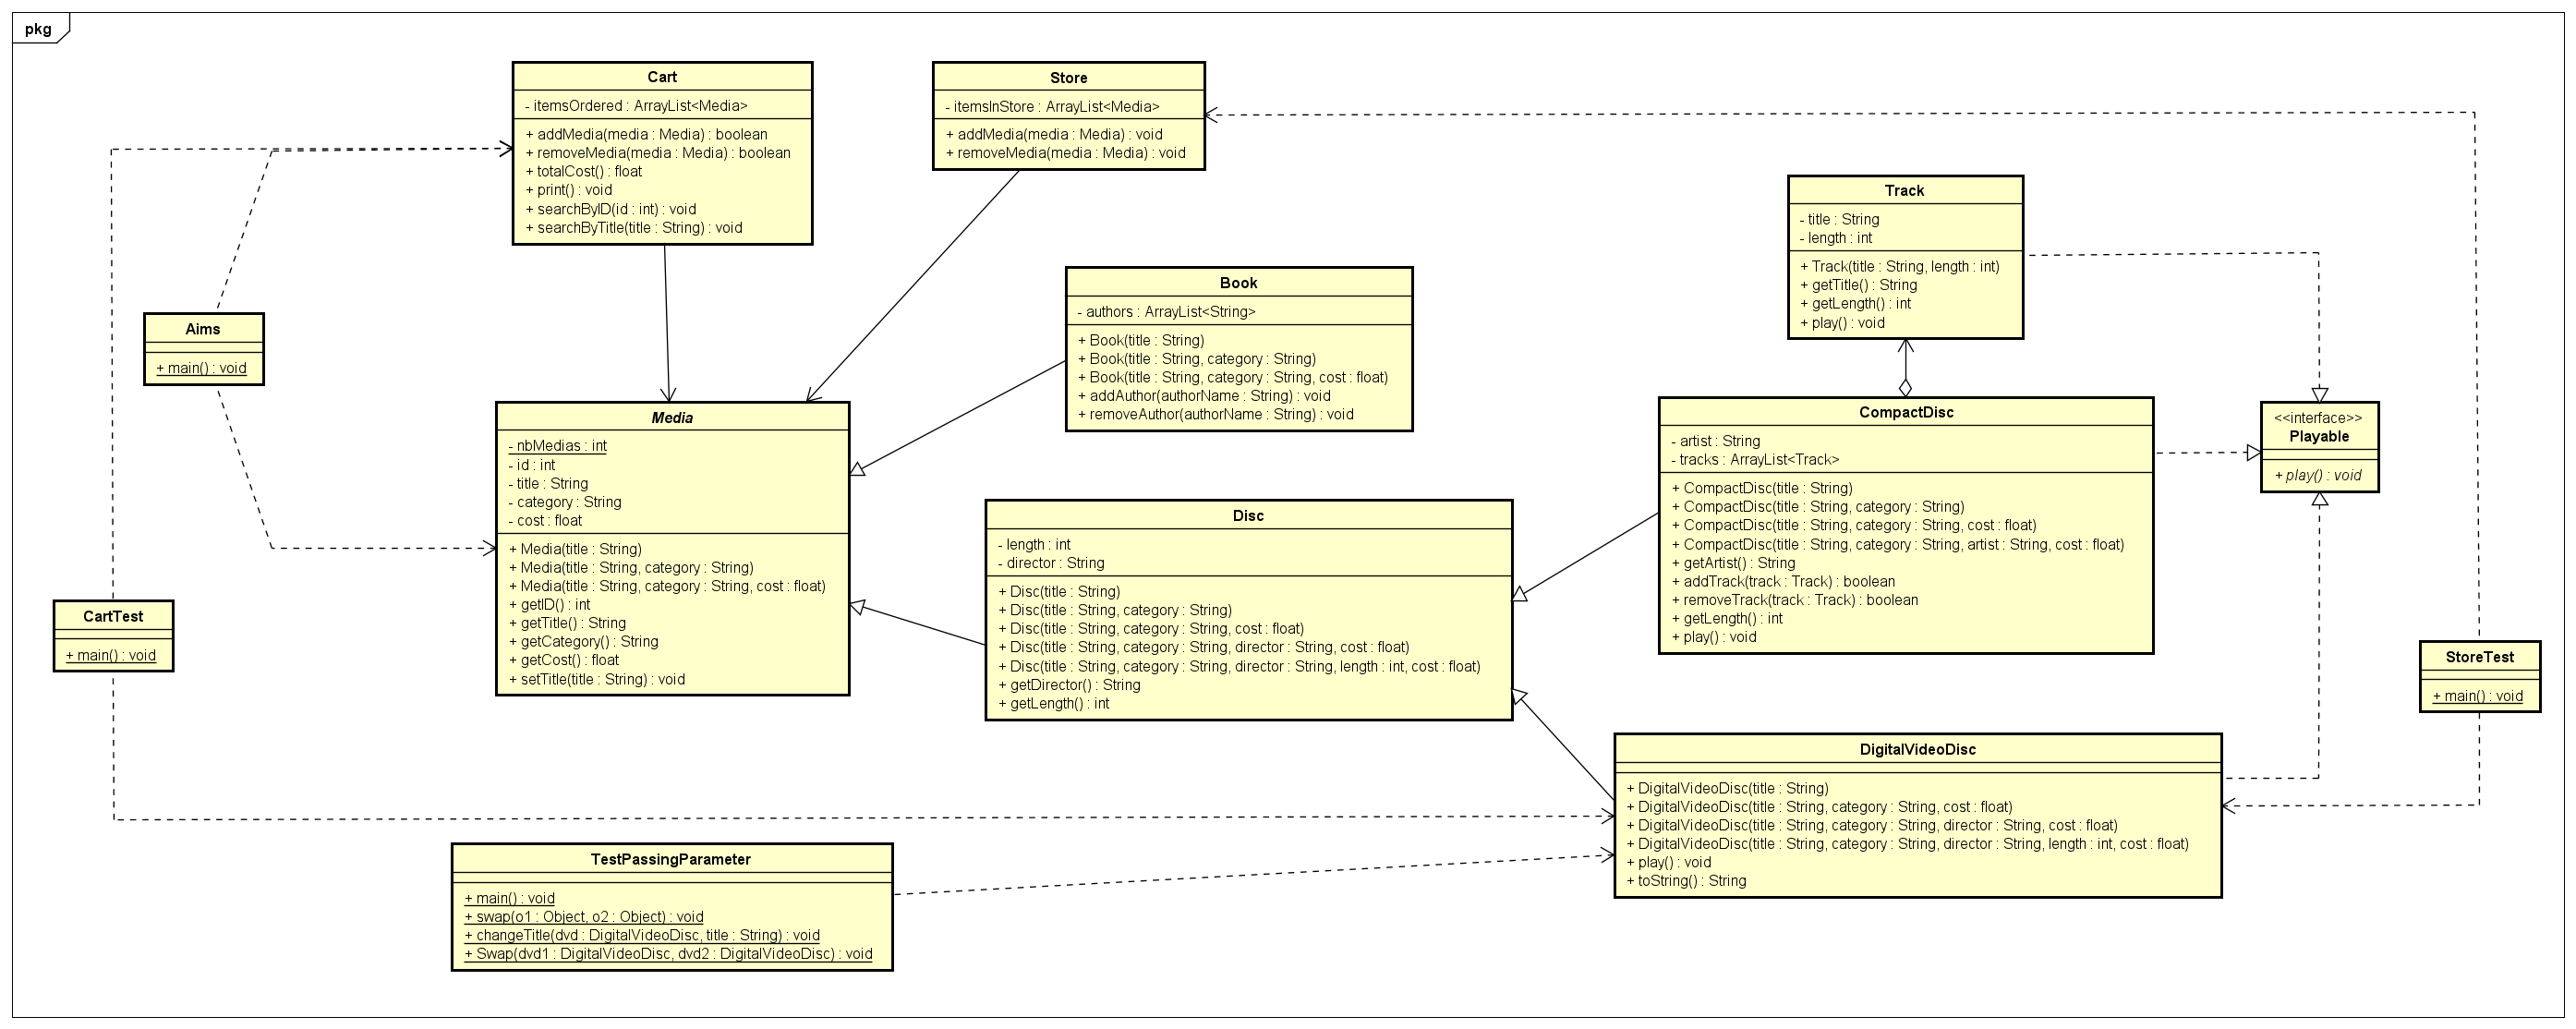 pkg
Cart
- itemsOrdered : ArrayList<Media>
+ addMedia(media : Media) : boolean
+ removeMedia(media : Media) : boolean
+ totalCost() : float
+ print() : void
+ searchByID(id : int) : void
+ searchByTitle(title : String) : void
Store
- itemsInStore : ArrayList<Media>
+ addMedia(media : Media) : void
+ removeMedia(media : Media) : void
Track
- title : String
- length : int
+ Track(title : String, length : int)
+ getTitle() : String
+ getLength() : int
+ play() : void
Book
- authors : ArrayList<String>
+ Book(title : String)
+ Book(title : String, category : String)
+ Book(title : String, category : String, cost : float)
+ addAuthor(authorName : String) : void
+ removeAuthor(authorName : String) : void
Aims
+ main() : void
Media
- nbMedias : int
- id : int
- title : String
- category : String
- cost : float
+ Media(title : String)
+ Media(title : String, category : String)
+ Media(title : String, category : String, cost : float)
+ getID() : int
+ getTitle() : String
+ getCategory() : String
+ getCost() : float
+ setTitle(title : String) : void
CompactDisc
- artist : String
- tracks : ArrayList<Track>
+ CompactDisc(title : String)
+ CompactDisc(title : String, category : String)
+ CompactDisc(title : String, category : String, cost : float)
+ CompactDisc(title : String, category : String, artist : String, cost : float)
+ getArtist() : String
+ addTrack(track : Track) : boolean
+ removeTrack(track : Track) : boolean
+ getLength() : int
+ play() : void
<<interface>>
Playable
+ play() : void
Disc
- length : int
- director : String
+ Disc(title : String)
+ Disc(title : String, category : String)
+ Disc(title : String, category : String, cost : float)
+ Disc(title : String, category : String, director : String, cost : float)
+ Disc(title : String, category : String, director : String, length : int, cost : float)
+ getDirector() : String
+ getLength() : int
CartTest
+ main() : void
StoreTest
+ main() : void
DigitalVideoDisc
+ DigitalVideoDisc(title : String)
+ DigitalVideoDisc(title : String, category : String, cost : float)
+ DigitalVideoDisc(title : String, category : String, director : String, cost : float)
+ DigitalVideoDisc(title : String, category : String, director : String, length : int, cost : float)
+ play() : void
+ toString() : String
TestPassingParameter
+ main() : void
+ swap(o1 : Object, o2 : Object) : void
+ changeTitle(dvd : DigitalVideoDisc, title : String) : void
+ Swap(dvd1 : DigitalVideoDisc, dvd2 : DigitalVideoDisc) : void